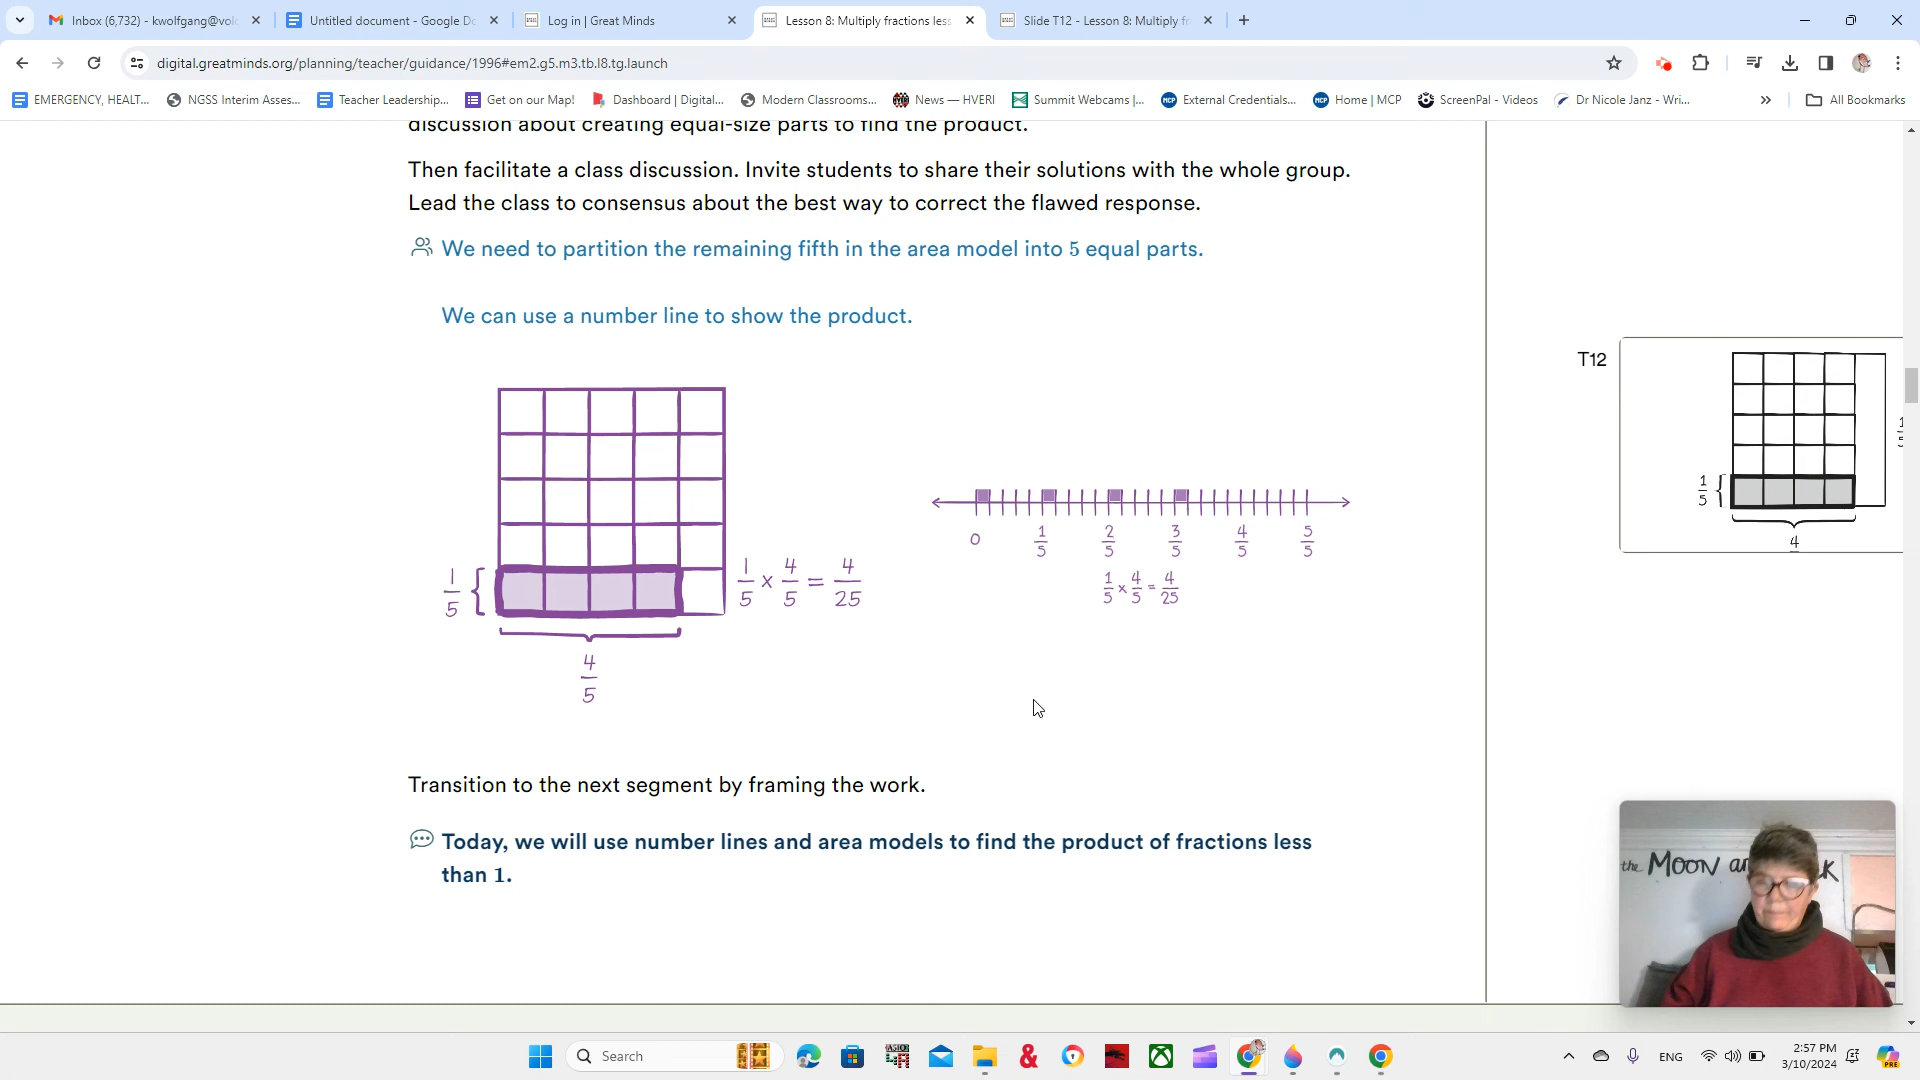 Inbox (6,732) - kwolfgang@volc
Untitled document - Google Do
Log in | Great Minds
Lesson 8: Multiply fractions less
Slide T12 - Lesson 8: Multiply fr
digital.greatminds.org/planning/teacher/guidance/1996#em2.g5.m3.tb.l8.tg.launch
EMERGENCY, HEALT...
NGSS Interim Asses...
Teacher Leadership...
Get on our Map!
Dashboard | Digital...
Modern Classrooms...
News — HVERI
Summit Webcams |...
External Credentials...
Home | MCP
ScreenPal - Videos
Dr Nicole Janz - Wri...
All Bookmarks
discussion about creating equal-size parts to find the product.
Then facilitate a class discussion. Invite students to share their solutions with the whole group.
Lead the class to consensus about the best way to correct the flawed response.
We need to partition the remaining fifth in the area model into 5 equal parts.
We can use a number line to show the product.
1/5
1/5 × 4/5 = 4/25
4/5
0 1/5 2/5 3/5 4/5 5/5
1/5 × 4/5 = 4/25
T12
1/5
1/5
4
Transition to the next segment by framing the work.
Today, we will use number lines and area models to find the product of fractions less
than 1.
the MOON an K
Search
ENG
2:57 PM
3/10/2024
PRE